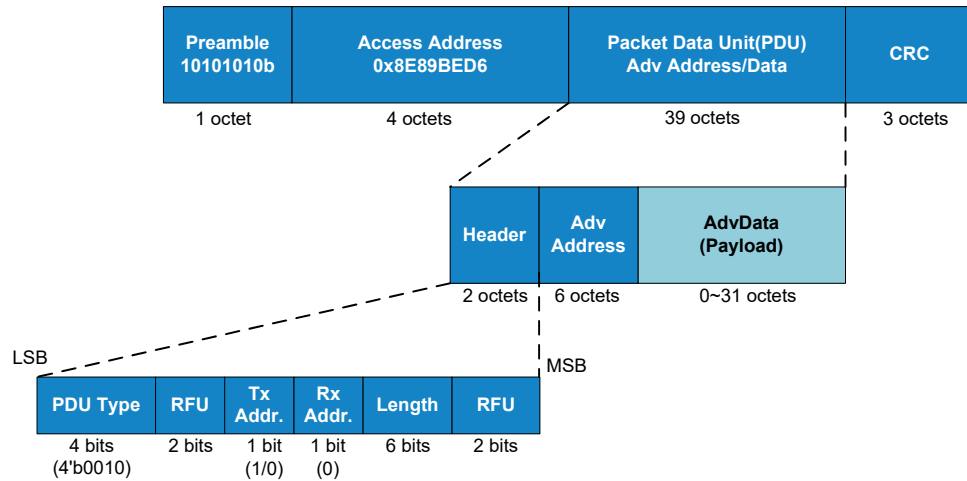 Preamble
10101010b
Access Address
0x8E89BED6
Packet Data Unit(PDU)
Adv Address/Data
CRC
1 octet
4 octets
39 octets
3 octets
Header
Adv
Address
AdvData
(Payload)
2 octets
6 octets
0~31 octets
LSB
MSB
PDU Type
RFU
Tx
Addr.
Rx
Addr.
Length
RFU
4 bits
(4'b0010)
2 bits
1 bit
(1/0)
1 bit
(0)
6 bits
2 bits